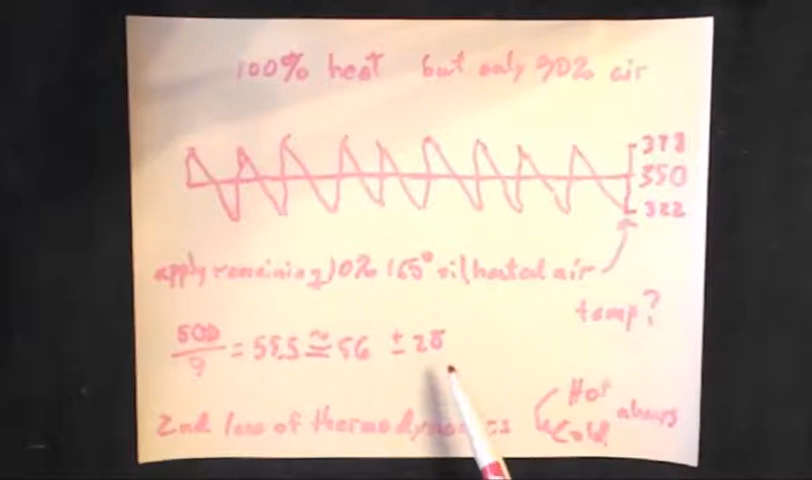 100% heat but only 90% air
378
350
322
apply remaining 10% 165° oil heated air
temp?
500/9 = 55.5 ≅ 56 ± 28
2nd law of thermodynamics Hot Cold always